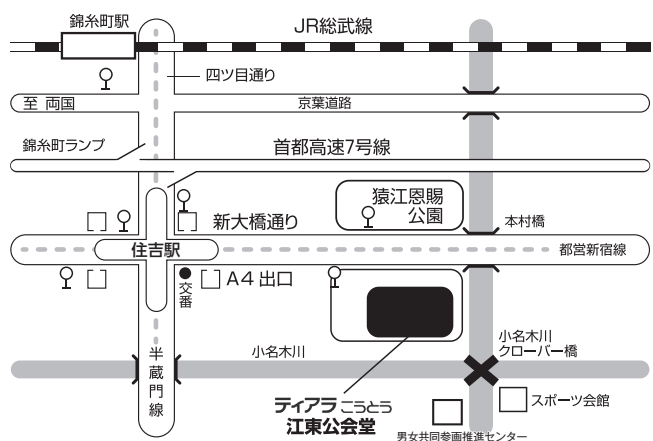 錦糸町駅
JR総武線
四ツ目通り
至 両国
京葉道路
錦糸町ランプ
首都高速7号線
猿江恩賜
公園
新大橋通り
本村橋
住吉駅
都営新宿線
交番
A4 出口
小名木川
クローバー橋
小名木川
半蔵門線
ティアラこうとう
江東公会堂
スポーツ会館
男女共同参画推進センター